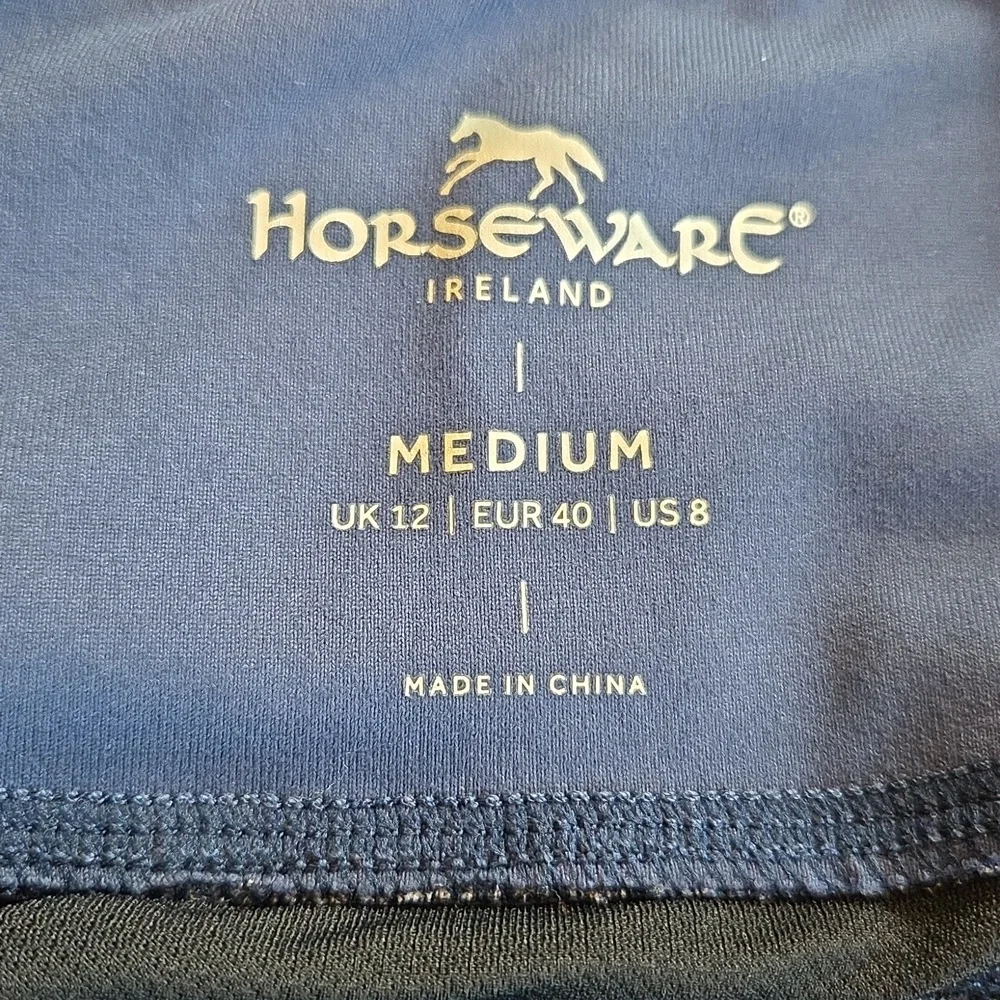 HORSEWARE®
IRELAND
MEDIUM
UK 12 | EUR 40 | US 8
MADE IN CHINA